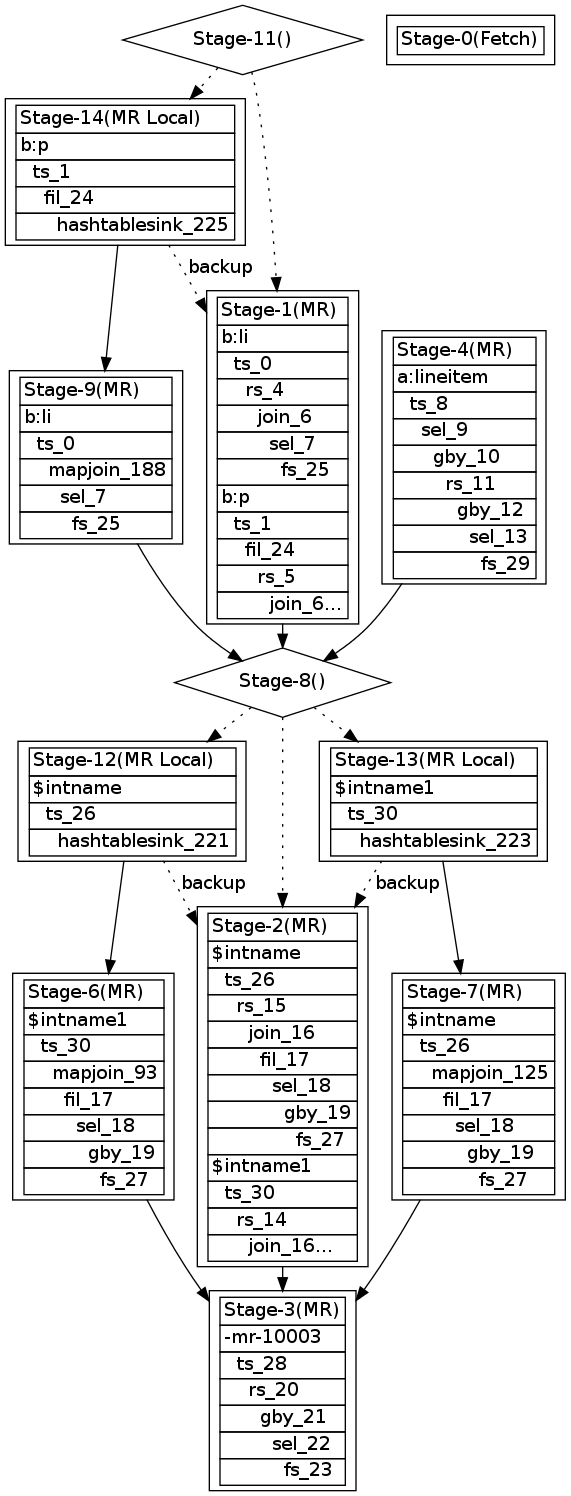 Stage-11()
Stage-0(Fetch)
Stage-14(MR Local)
b:p
ts_1
fil_24
hashtablesink_225
backup
Stage-1(MR)
b:li
ts_0
rs_4
join_6
sel_7
fs_25
b:p
ts_1
fil_24
rs_5
join_6...
Stage-4(MR)
a:lineitem
ts_8
sel_9
gby_10
rs_11
gby_12
sel_13
fs_29
Stage-9(MR)
b:li
ts_0
mapjoin_188
sel_7
fs_25
Stage-8()
Stage-12(MR Local)
$intname
ts_26
hashtablesink_221
Stage-13(MR Local)
$intname1
ts_30
hashtablesink_223
backup
backup
Stage-2(MR)
$intname
ts_26
rs_15
join_16
fil_17
sel_18
gby_19
fs_27
$intname1
ts_30
rs_14
join_16...
Stage-6(MR)
$intname1
ts_30
mapjoin_93
fil_17
sel_18
gby_19
fs_27
Stage-7(MR)
$intname
ts_26
mapjoin_125
fil_17
sel_18
gby_19
fs_27
Stage-3(MR)
-mr-10003
ts_28
rs_20
gby_21
sel_22
fs_23